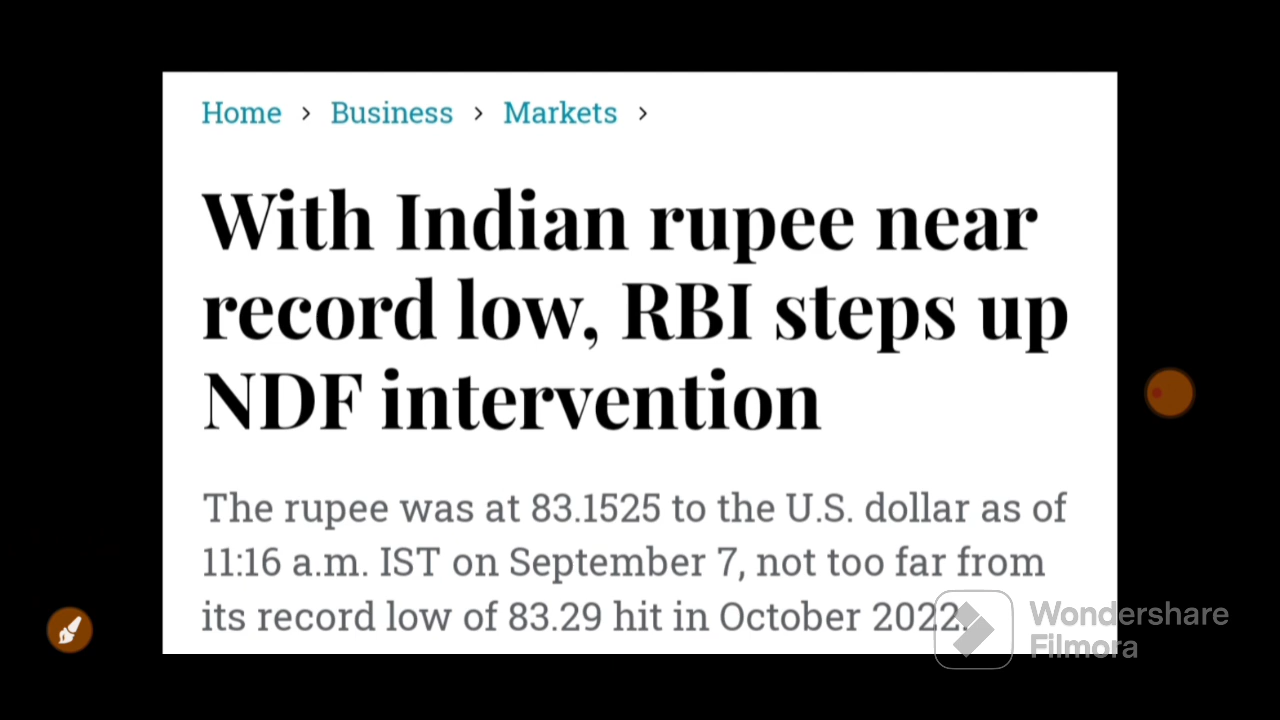 Home > Business > Markets >
With Indian rupee near
record low, RBI steps up
NDF intervention
The rupee was at 83.1525 to the U.S. dollar as of
11:16 a.m. IST on September 7, not too far from
its record low of 83.29 hit in October 2022.
Wondershare
Filmora